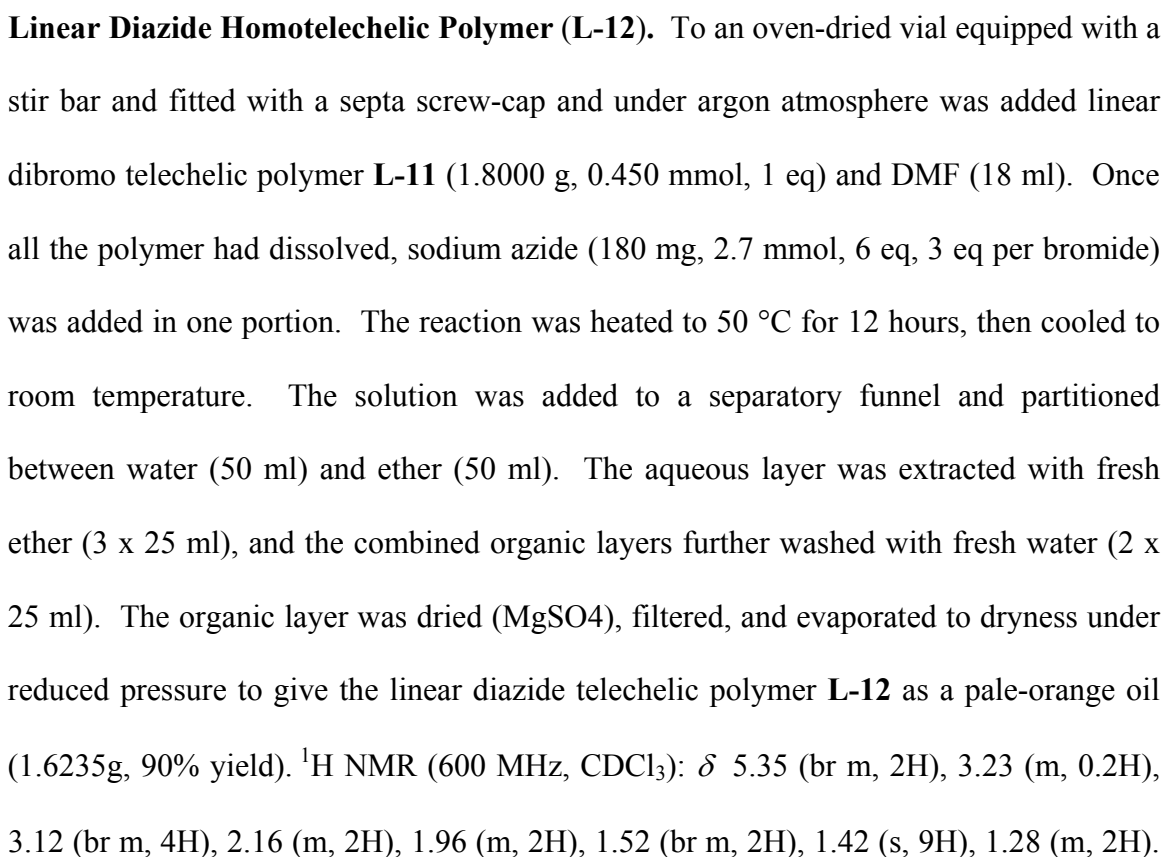 Linear Diazide Homotelechelic Polymer (L-12). To an oven-dried vial equipped with a
stir bar and fitted with a septa screw-cap and under argon atmosphere was added linear
dibromo telechelic polymer L-11 (1.8000 g, 0.450 mmol, 1 eq) and DMF (18 ml). Once
all the polymer had dissolved, sodium azide (180 mg, 2.7 mmol, 6 eq, 3 eq per bromide)
was added in one portion. The reaction was heated to 50 °C for 12 hours, then cooled to
room temperature. The solution was added to a separatory funnel and partitioned
between water (50 ml) and ether (50 ml). The aqueous layer was extracted with fresh
ether (3 x 25 ml), and the combined organic layers further washed with fresh water (2 x
25 ml). The organic layer was dried (MgSO4), filtered, and evaporated to dryness under
reduced pressure to give the linear diazide telechelic polymer L-12 as a pale-orange oil
(1.6235g, 90% yield). ¹H NMR (600 MHz, CDCl₃): δ 5.35 (br m, 2H), 3.23 (m, 0.2H),
3.12 (br m, 4H), 2.16 (m, 2H), 1.96 (m, 2H), 1.52 (br m, 2H), 1.42 (s, 9H), 1.28 (m, 2H).